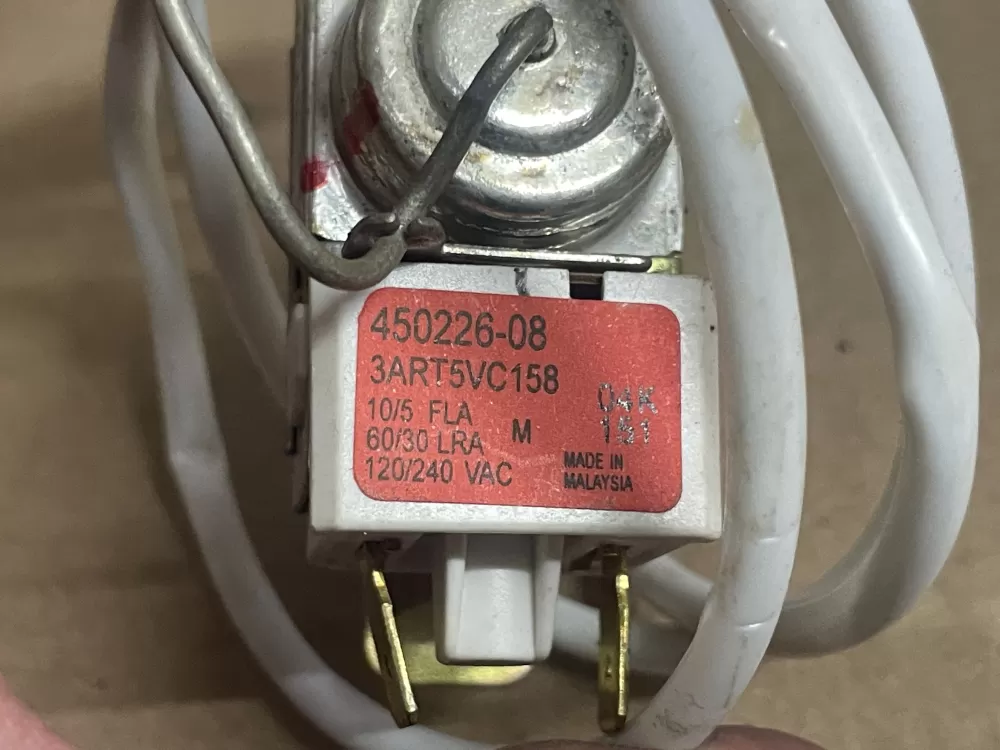 450226-08
3ART5VC158
10/5 FLA
60/30 LRA
120/240 VAC
M
04K
151
MADE IN
MALAYSIA